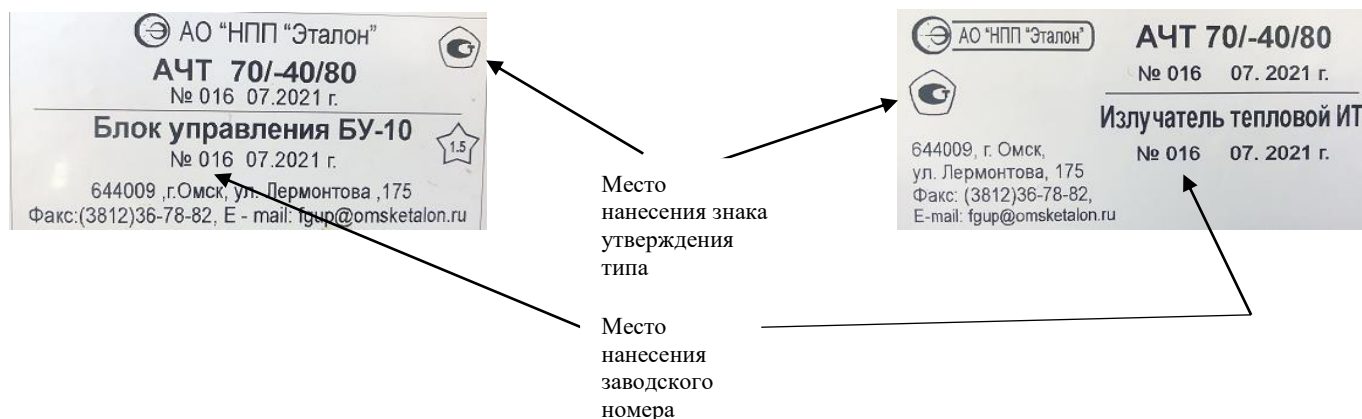 АО "НПП "Эталон"
АЧТ 70/-40/80
№ 016 07.2021 г.
Блок управления БУ-10
1.5
№ 016 07.2021 г.
644009 ,г.Омск, ул. Лермонтова ,175
Факс:(3812)36-78-82, E - mail: fgup@omsketalon.ru
Место
нанесения знака
утверждения
типа
Место
нанесения
заводского
номера
АО "НПП "Эталон"
АЧТ 70/-40/80
№ 016 07. 2021 г.
Излучатель тепловой ИТ
№ 016 07. 2021 г.
644009, г. Омск,
ул. Лермонтова, 175
Факс: (3812)36-78-82,
E-mail: fgup@omsketalon.ru